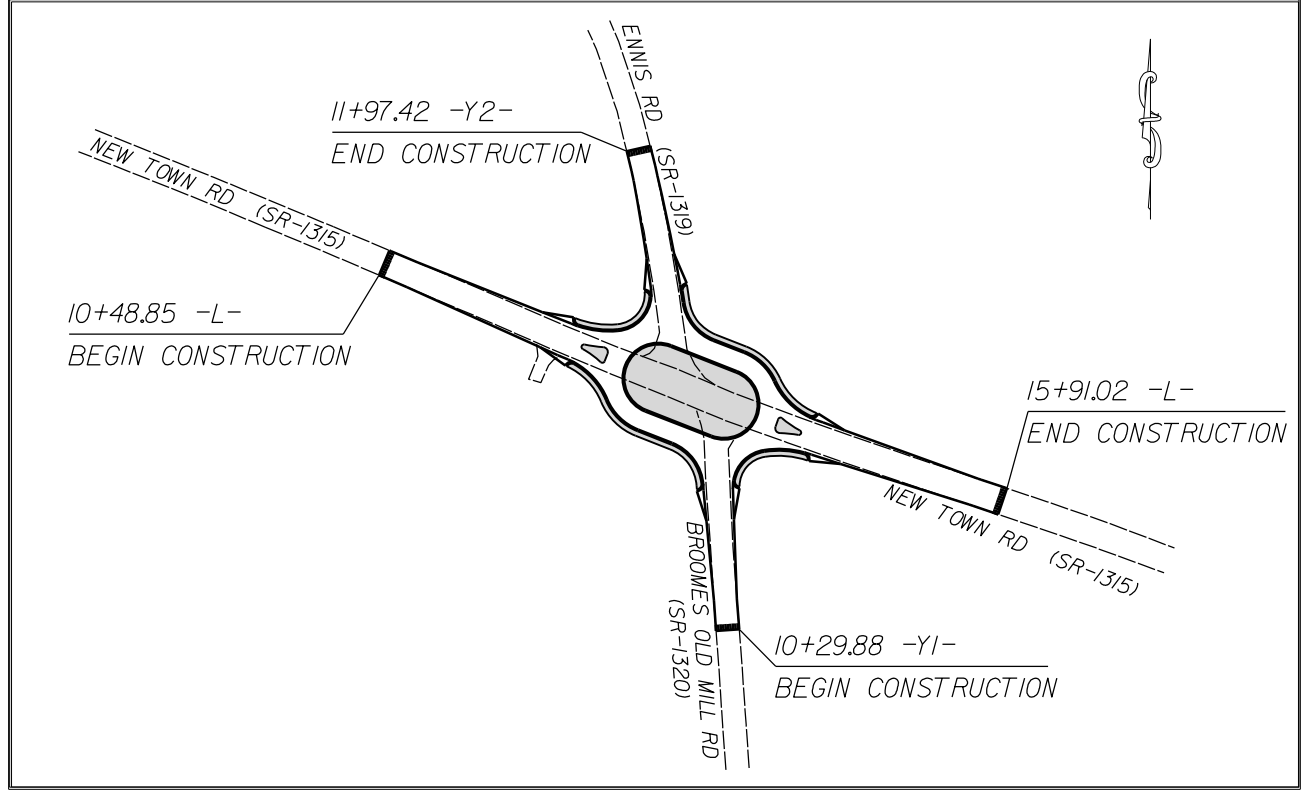 ENNIS RD (SR-1319)
11+97.42 -Y2-
END CONSTRUCTION
NEW TOWN RD (SR-1315)
10+48.85 -L-
BEGIN CONSTRUCTION
15+91.02 -L-
END CONSTRUCTION
NEW TOWN RD (SR-1315)
BROOMES OLD MILL RD
(SR-1320)
10+29.88 -Y1-
BEGIN CONSTRUCTION